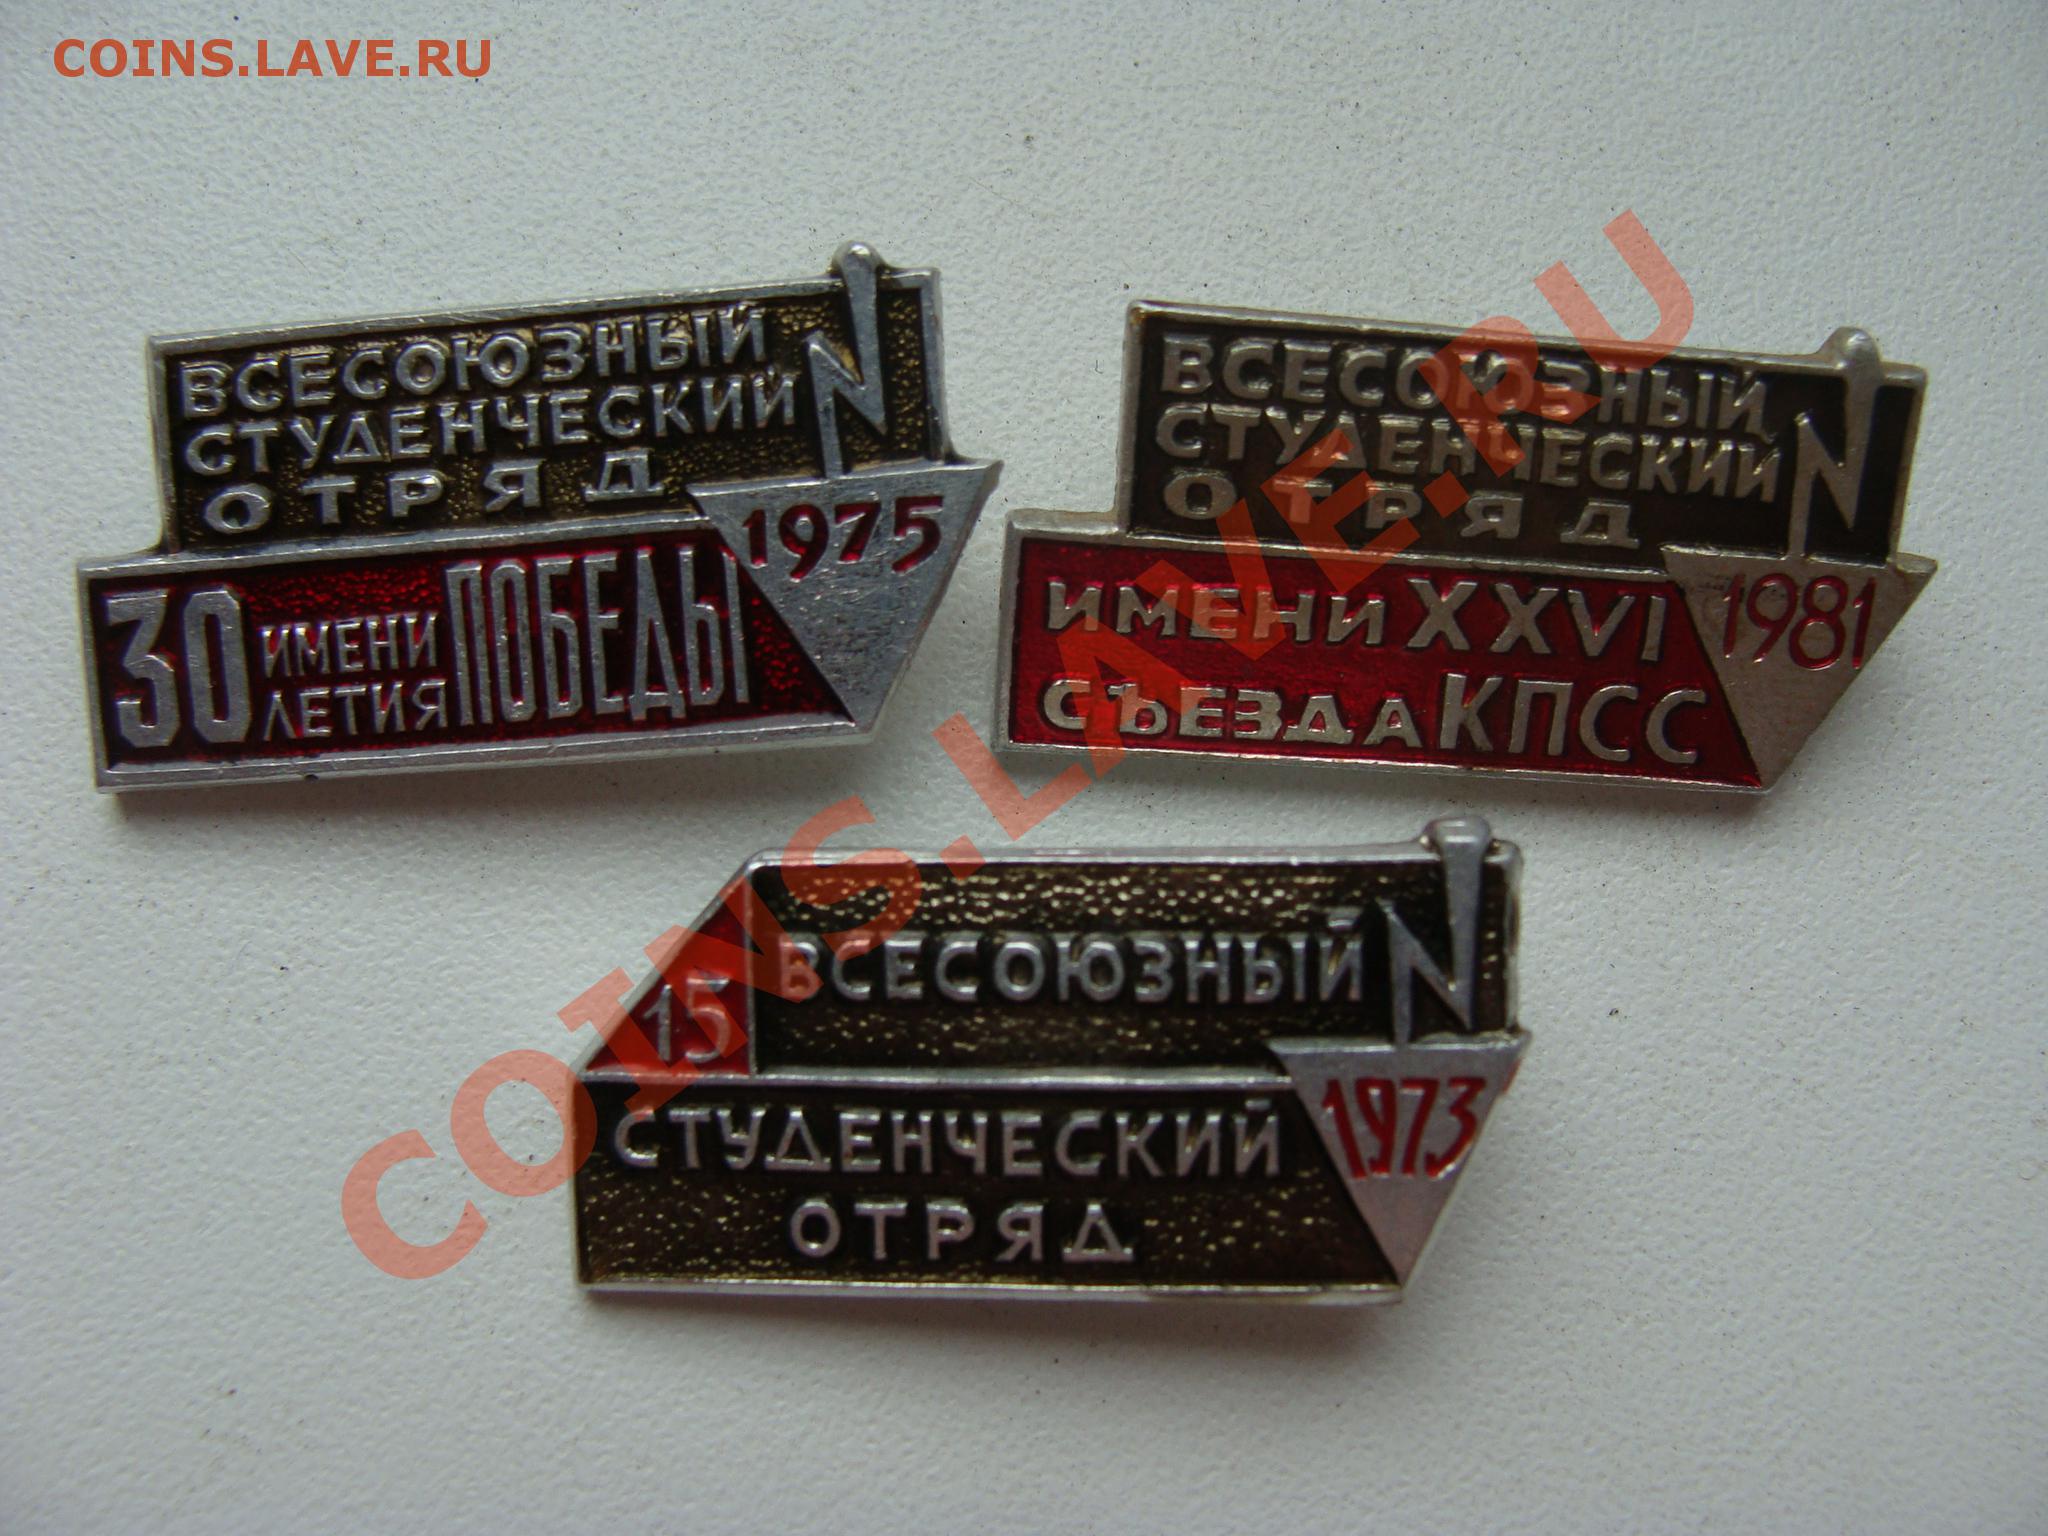 COINS.LAVE.RU
ВСЕСОЮЗНЫЙ
СТУДЕНЧЕСКИЙ
ОТРЯД
1975
30 ИМЕНИ
ЛЕТИЯ ПОБЕДЫ
ВСЕСОЮЗНЫЙ
СТУДЕНЧЕСКИЙ
ОТРЯД
1981
ИМЕНИ XXVI
СЪЕЗДА КПСС
15 ВСЕСОЮЗНЫЙ
СТУДЕНЧЕСКИЙ
ОТРЯД
1973
COINS.LAVE.RU